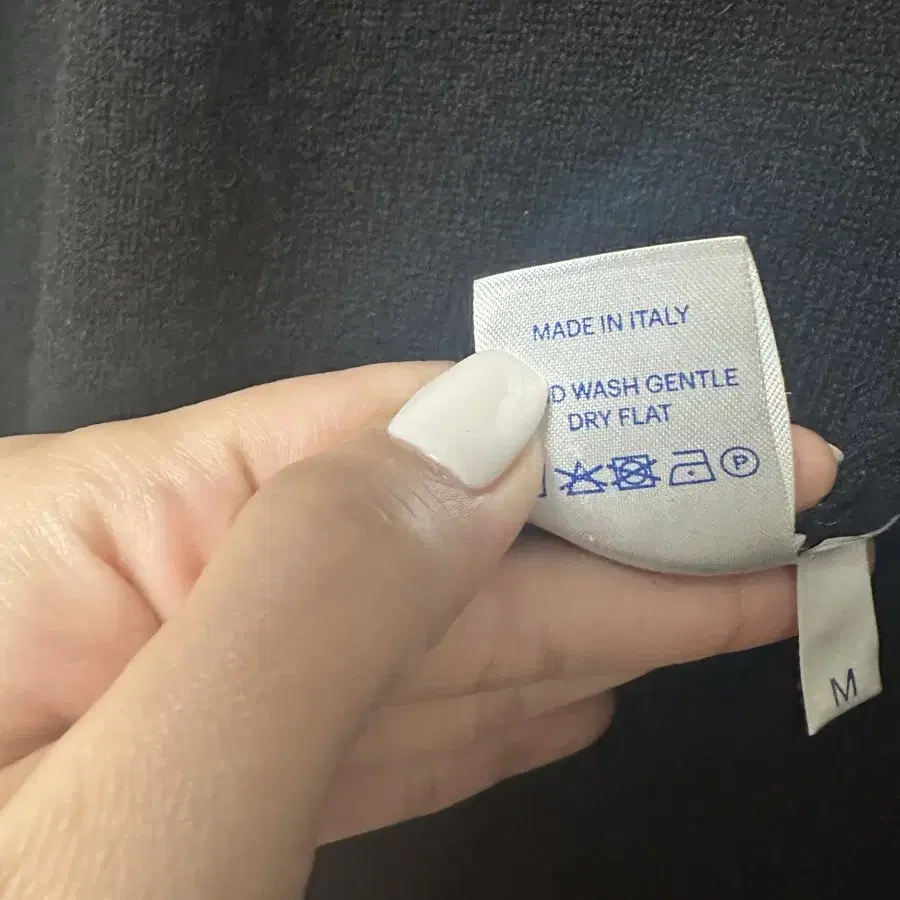 MADE IN ITALY
D WASH GENTLE
DRY FLAT
P
M